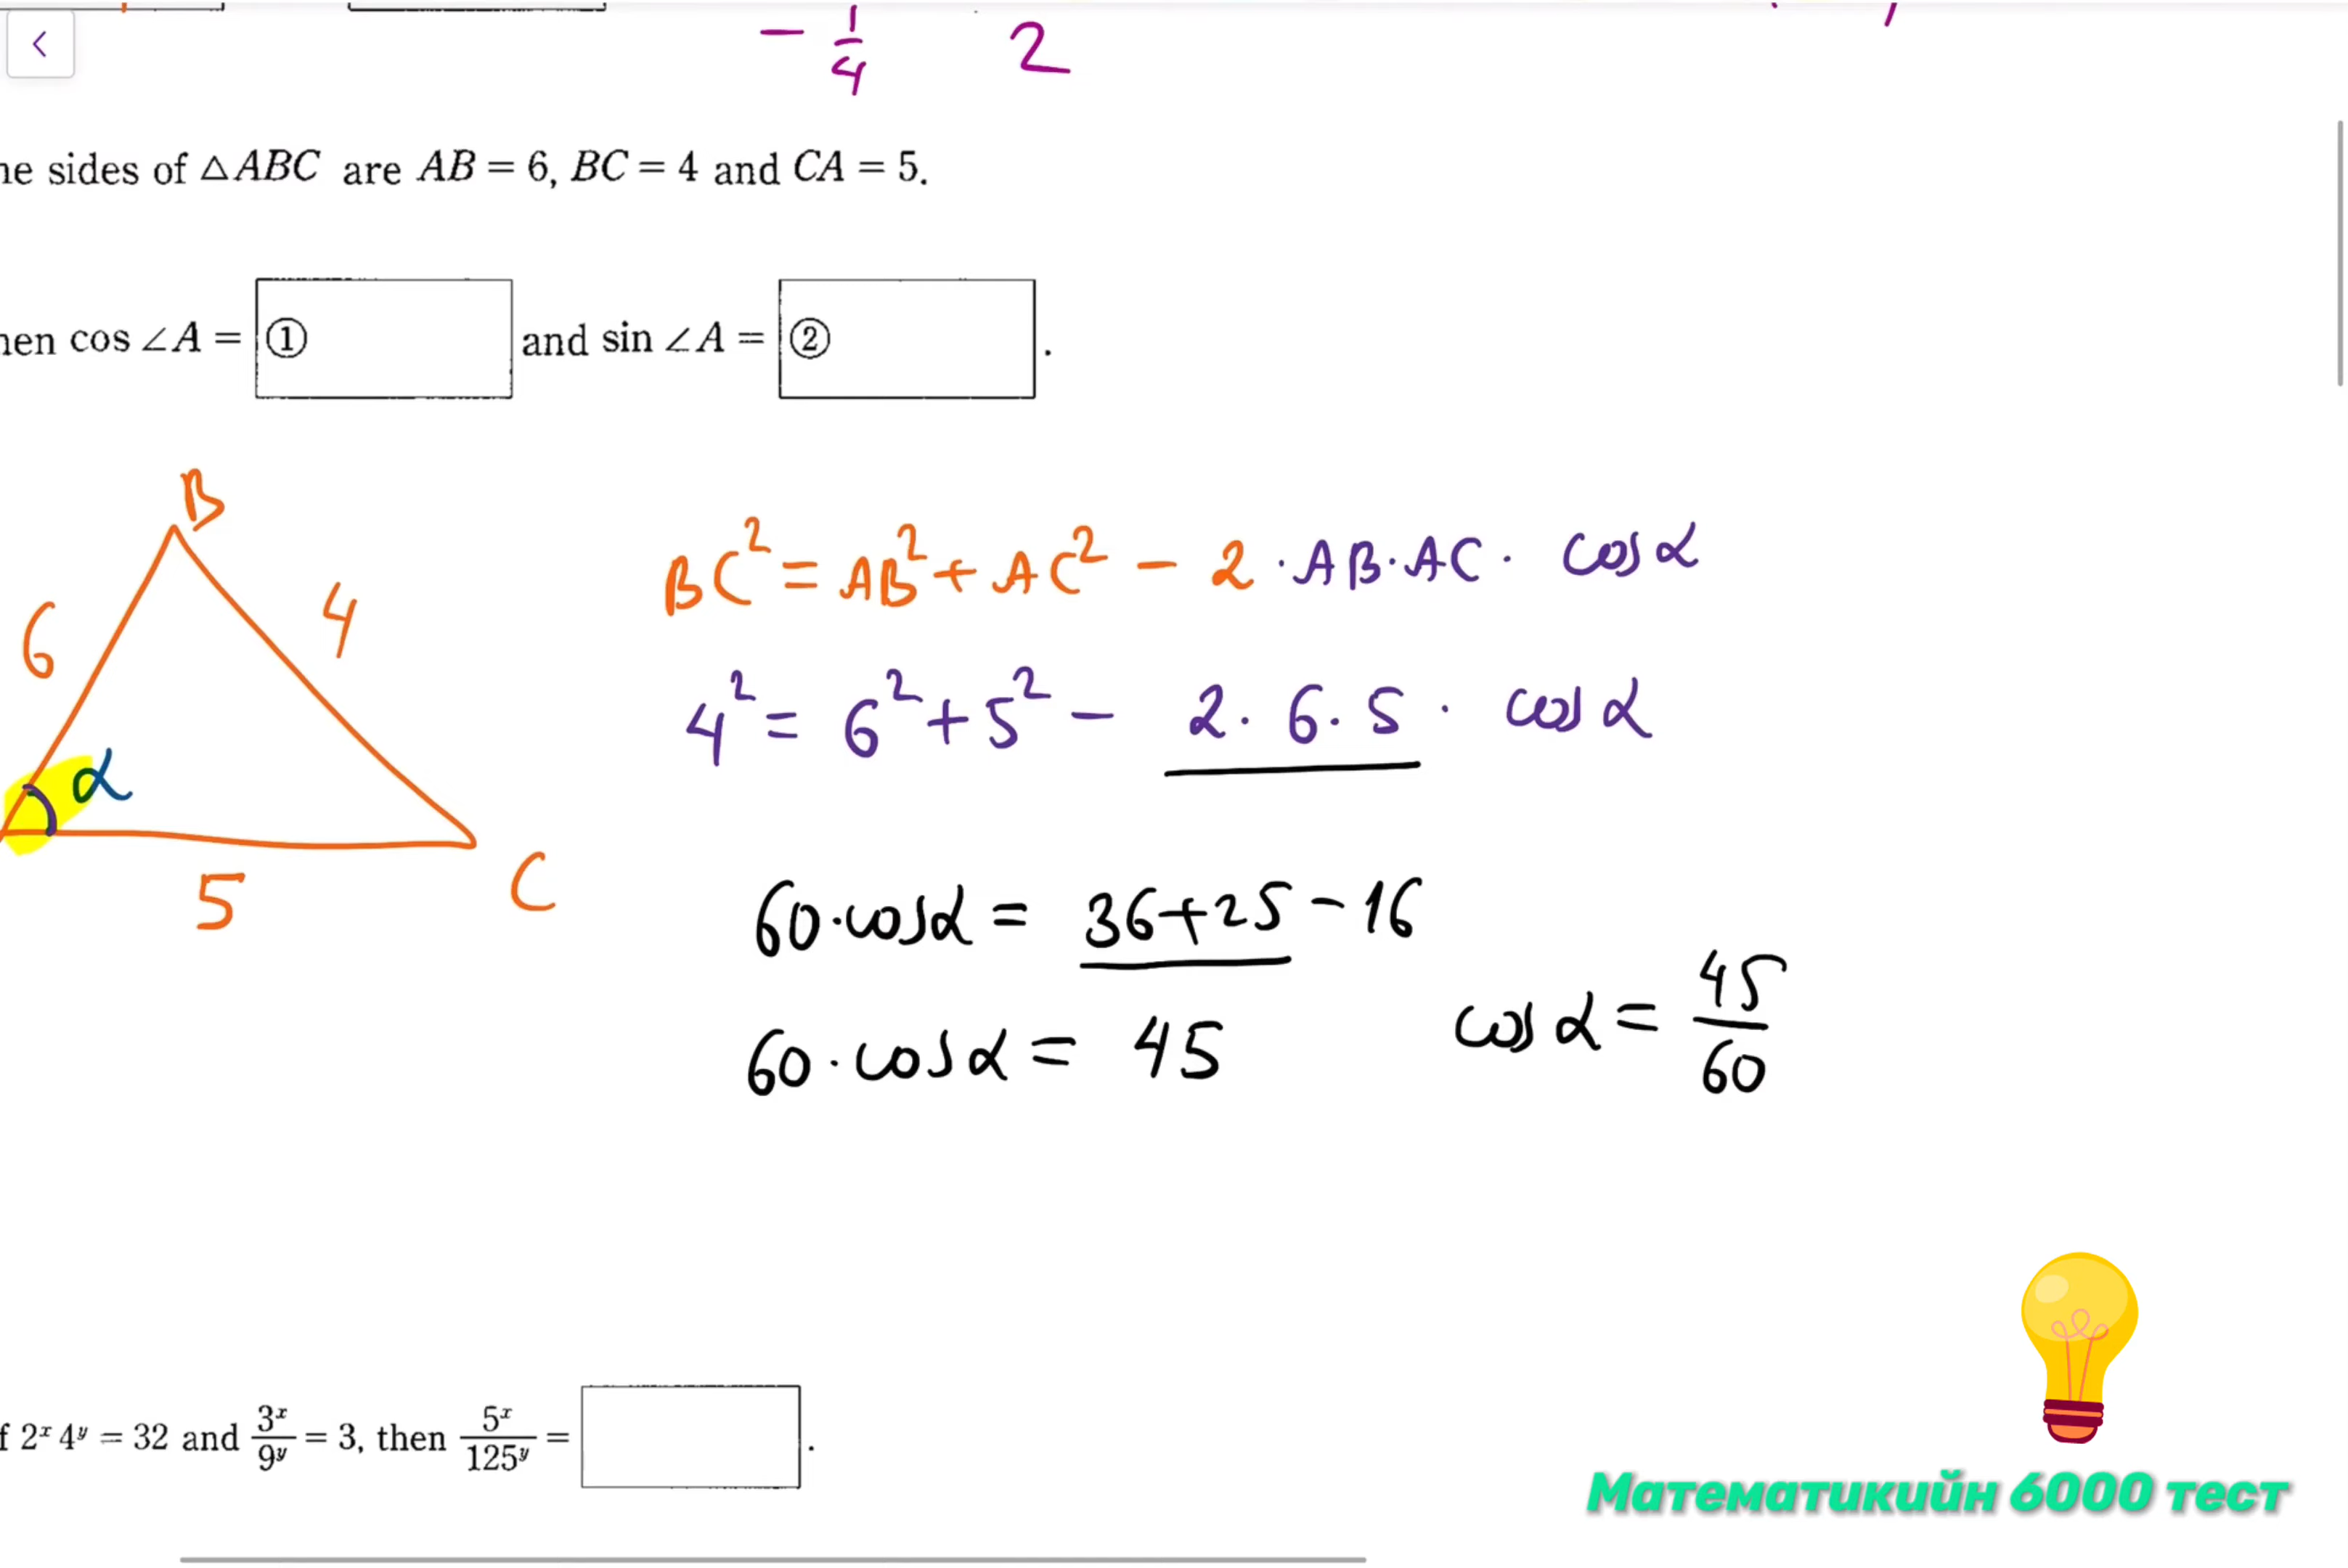 - 1/4 2
he sides of △ABC are AB = 6, BC = 4 and CA = 5.
hen cos ∠A = ① and sin ∠A = ② .
B
6
4
α
5
C
BC² = AB² + AC² - 2 · AB · AC · cos α
4² = 6² + 5² - 2 · 6 · 5 · cos α
60 · cos α = 36 + 25 - 16
60 · cos α = 45
cos α = 45/60
f 2ˣ 4ʸ = 32 and 3ˣ/9ʸ = 3, then 5ˣ/125ʸ = .
Математикийн 6000 тест